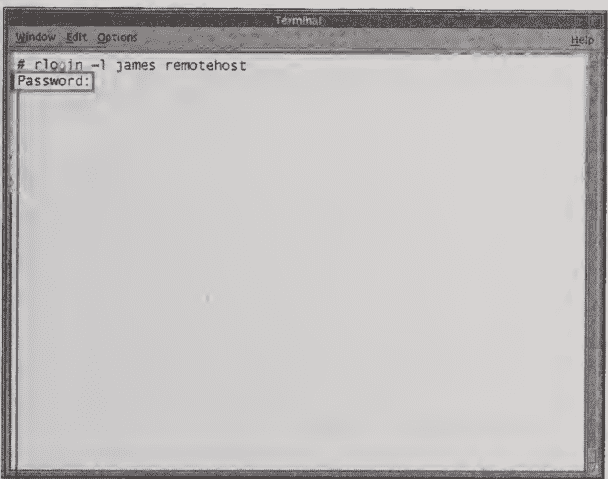 Terminal
Window Edit Options Help
# rlogin -l james remotehost
Password: